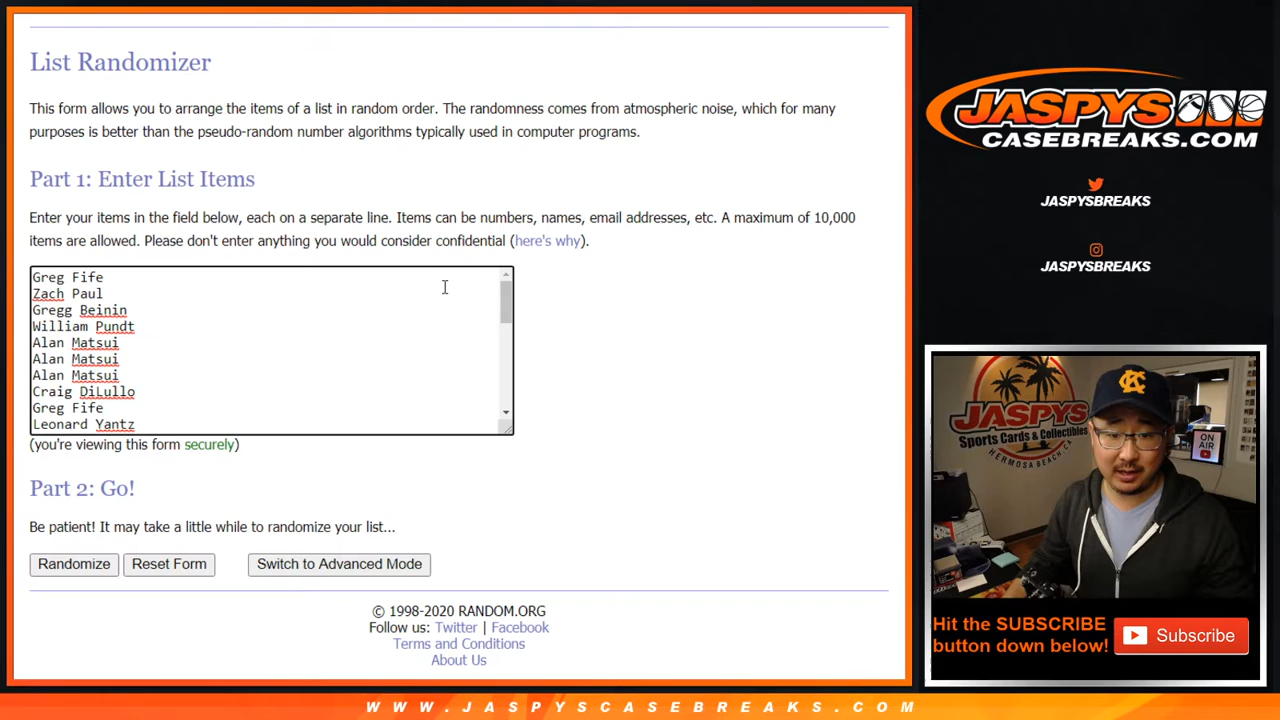 List Randomizer
This form allows you to arrange the items of a list in random order. The randomness comes from atmospheric noise, which for many
purposes is better than the pseudo-random number algorithms typically used in computer programs.
Part 1: Enter List Items
Enter your items in the field below, each on a separate line. Items can be numbers, names, email addresses, etc. A maximum of 10,000
items are allowed. Please don't enter anything you would consider confidential (here's why).
Greg Fife
Zach Paul
Gregg Beinin
William Pundt
Alan Matsui
Alan Matsui
Alan Matsui
Craig DiLullo
Greg Fife
Leonard Yantz
(you're viewing this form securely)
Part 2: Go!
Be patient! It may take a little while to randomize your list...
Randomize
Reset Form
Switch to Advanced Mode
© 1998-2020 RANDOM.ORG
Follow us: Twitter | Facebook
Terms and Conditions
About Us
JASPYS
CASEBREAKS.COM
JASPYSBREAKS
JASPYSBREAKS
JASPYS
Sports Cards & Collectibles
HERMOSA BEACH CA
KC
ON
AIR
Hit the SUBSCRIBE
button down below!
Subscribe
WWW.JASPYSCASEBREAKS.COM